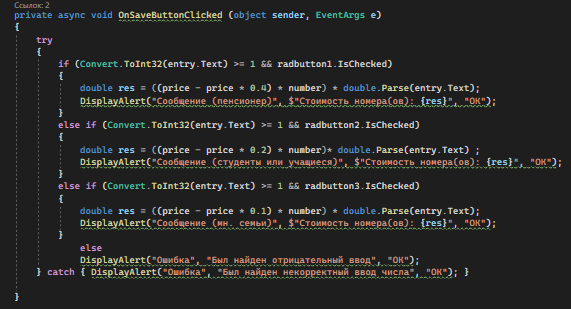 Ссылок: 2
private async void OnSaveButtonClicked (object sender, EventArgs e)
{
try
{
if (Convert.ToInt32(entry.Text) >= 1 && radbutton1.IsChecked)
{
double res = ((price - price * 0.4) * number) * double.Parse(entry.Text);
DisplayAlert("Сообщение (пенсионер)", $"Стоимость номера(ов): {res}", "OK");
}
else if (Convert.ToInt32(entry.Text) >= 1 && radbutton2.IsChecked)
{
double res = ((price - price * 0.2) * number)* double.Parse(entry.Text) ;
DisplayAlert("Сообщение (студенты или учащиеся)", $"Стоимость номера(ов): {res}", "OK");
}
else if (Convert.ToInt32(entry.Text) >= 1 && radbutton3.IsChecked)
{
double res = ((price - price * 0.1) * number) * double.Parse(entry.Text);
DisplayAlert("Сообщение (мн. семьи)", $"Стоимость номера(ов): {res}", "OK");
}
else
DisplayAlert("Ошибка", "Был найден отрицательный ввод", "OK");
} catch { DisplayAlert("Ошибка", "Был найден некорректный ввод числа", "OK"); }
}